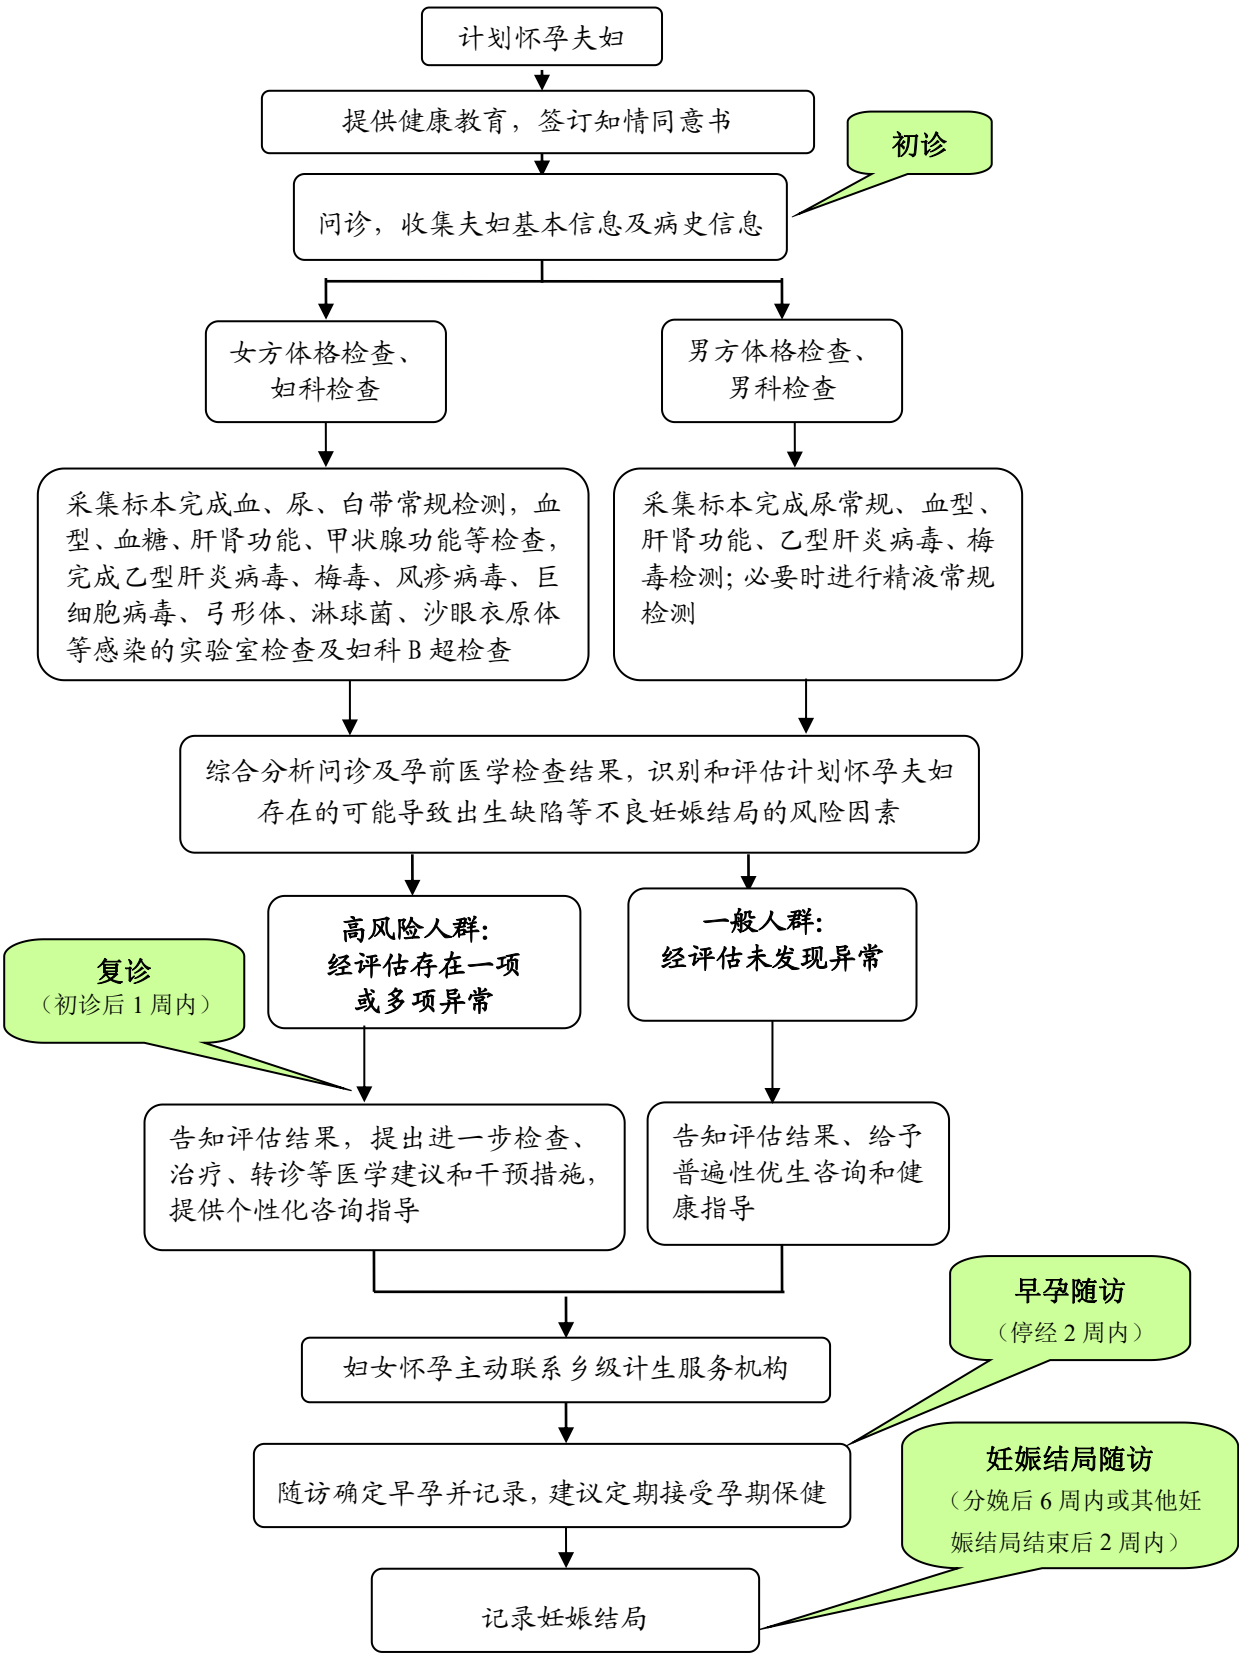 计划怀孕夫妇
提供健康教育，签订知情同意书
初诊
问诊，收集夫妇基本信息及病史信息
女方体格检查、
妇科检查
男方体格检查、
男科检查
采集标本完成血、尿、白带常规检测，血
型、血糖、肝肾功能、甲状腺功能等检查，
完成乙型肝炎病毒、梅毒、风疹病毒、巨
细胞病毒、弓形体、淋球菌、沙眼衣原体
等感染的实验室检查及妇科 B 超检查
采集标本完成尿常规、血型、
肝肾功能、乙型肝炎病毒、梅
毒检测；必要时进行精液常规
检测
综合分析问诊及孕前医学检查结果，识别和评估计划怀孕夫妇
存在的可能导致出生缺陷等不良妊娠结局的风险因素
高风险人群：
经评估存在一项
或多项异常
一般人群：
经评估未发现异常
复诊
（初诊后 1 周内）
告知评估结果，提出进一步检查、
治疗、转诊等医学建议和干预措施，
提供个性化咨询指导
告知评估结果、给予
普遍性优生咨询和健
康指导
早孕随访
（停经 2 周内）
妇女怀孕主动联系乡级计生服务机构
随访确定早孕并记录，建议定期接受孕期保健
妊娠结局随访
（分娩后 6 周内或其他妊
娠结局结束后 2 周内）
记录妊娠结局